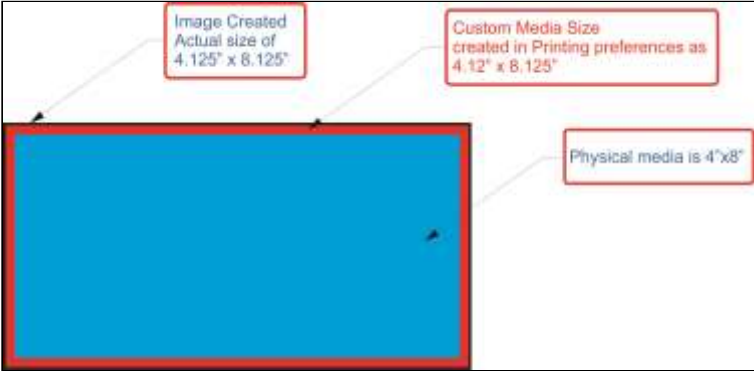 Image Created
Actual size of
4.125" x 8.125"
Custom Media Size
created in Printing preferences as
4.12" x 8.125"
Physical media is 4"x8"